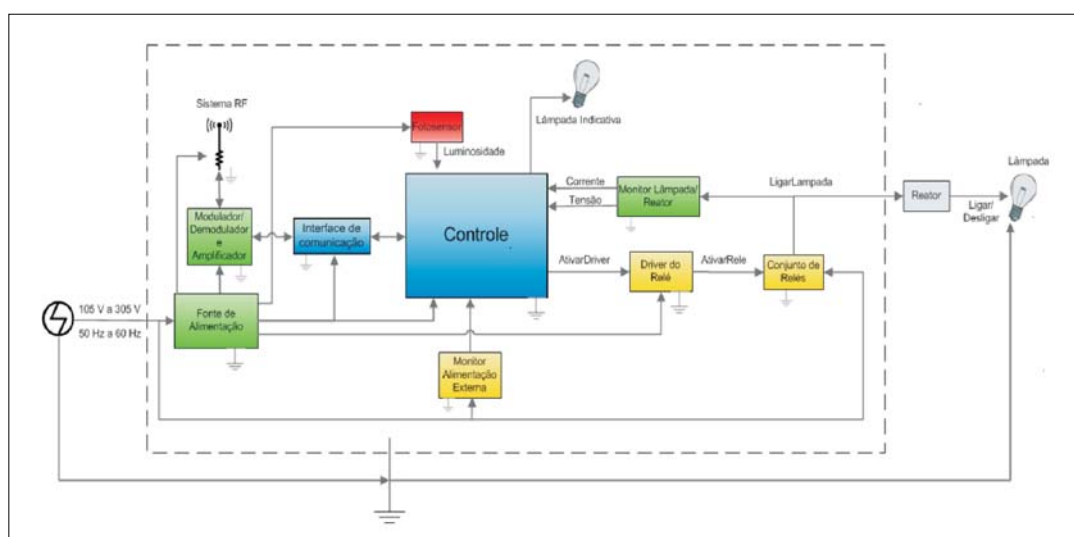 Sistema RF
Fotosensor
Luminosidade
Lâmpada Indicativa
Lâmpada
Modulador/
Demodulador
e
Amplificador
Interface de
comunicação
Controle
Corrente
Tensão
Monitor Lâmpada/
Reator
LigarLampada
Reator
Ligar/
Desligar
AtivarDriver
Driver do
Relé
AtivarRele
Conjunto de
Reles
105 V a 305 V
50 Hz a 60 Hz
Fonte de
Alimentação
Monitor
Alimentação
Externa